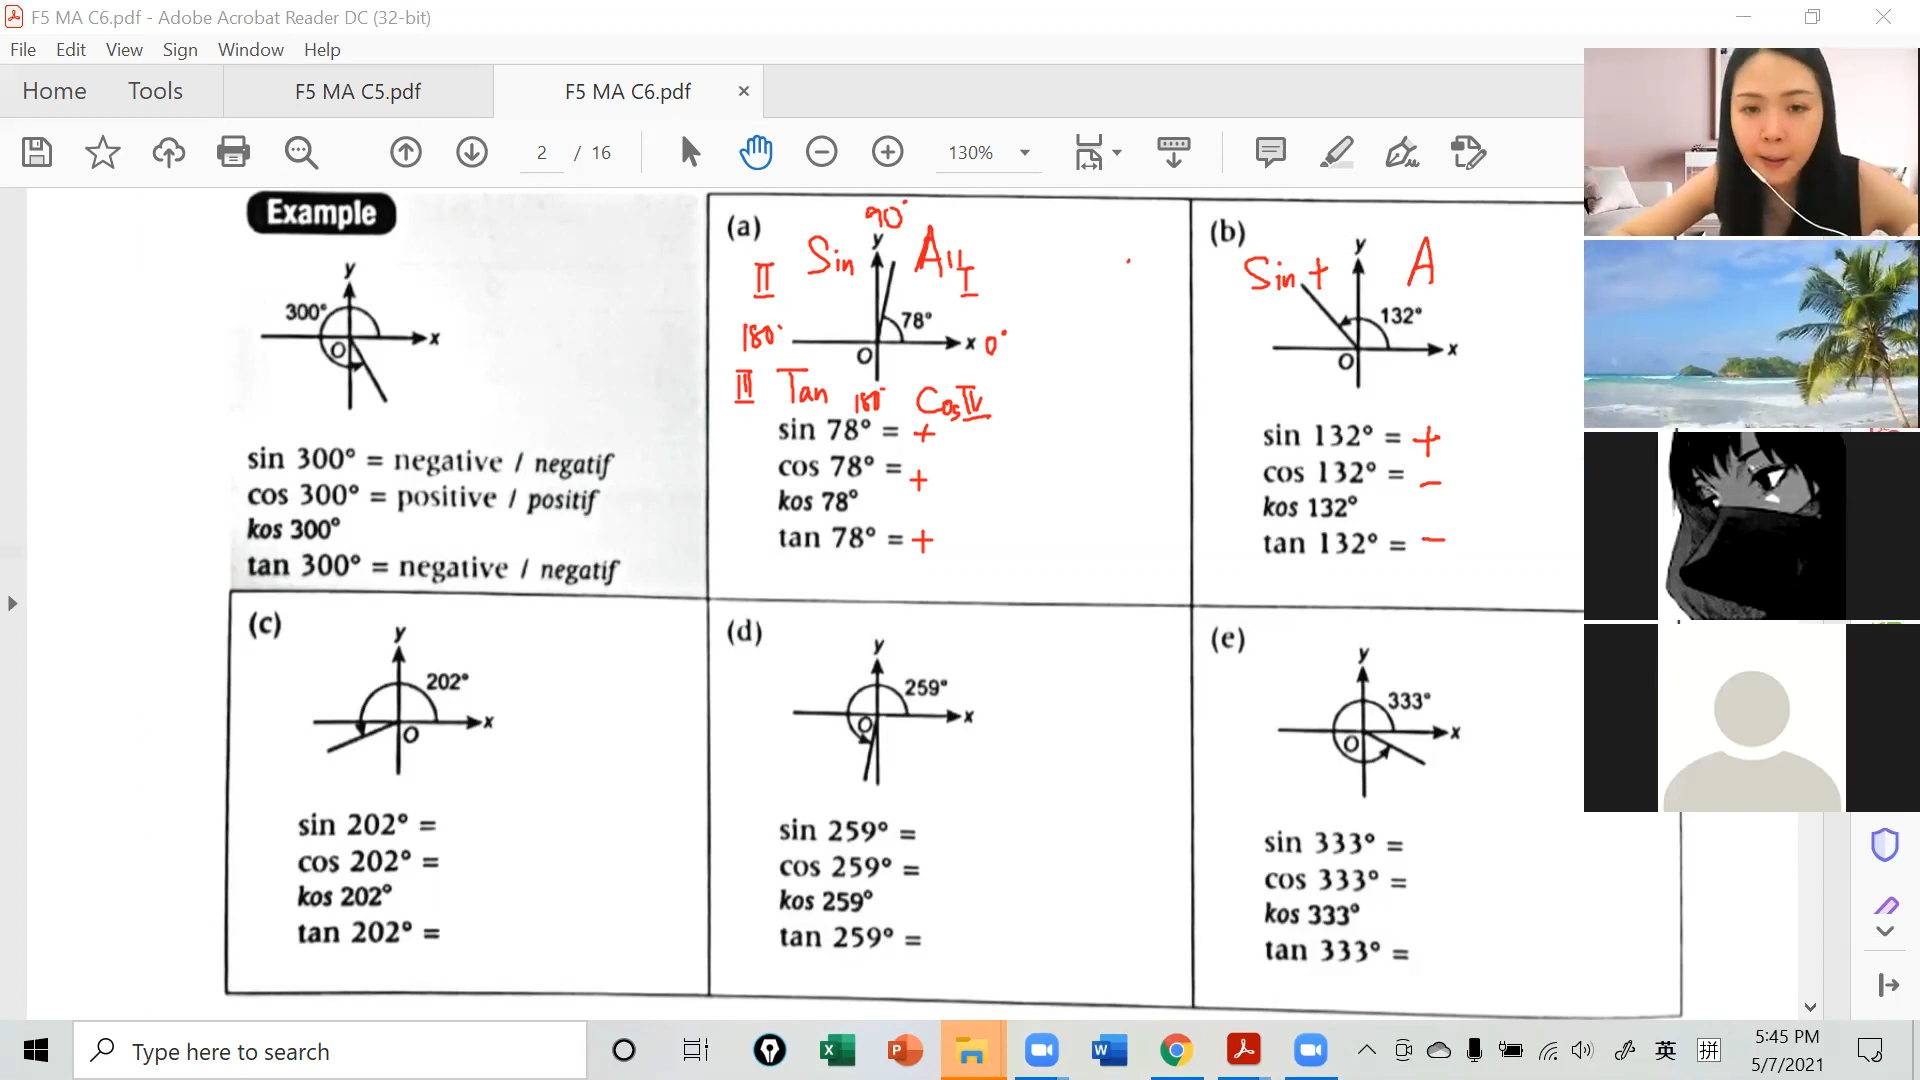 F5 MA C6.pdf - Adobe Acrobat Reader DC (32-bit)
File Edit View Sign Window Help
Home Tools F5 MA C5.pdf F5 MA C6.pdf ×
2 / 16 130%
Example
y
300°
x
O
sin 300° = negative / negatif
cos 300° = positive / positif
kos 300°
tan 300° = negative / negatif
(a)
90°
Sin y All
II I
78°
180° x 0°
O
III Tan 180° Cos IV
sin 78° = +
cos 78° = +
kos 78°
tan 78° = +
(b)
y A
Sin +
132°
x
O
sin 132° = +
cos 132° = -
kos 132°
tan 132° = -
(c)
y
202°
x
O
sin 202° =
cos 202° =
kos 202°
tan 202° =
(d)
y
259°
x
O
sin 259° =
cos 259° =
kos 259°
tan 259° =
(e)
y
333°
x
O
sin 333° =
cos 333° =
kos 333°
tan 333° =
Type here to search
英 拼
5:45 PM
5/7/2021